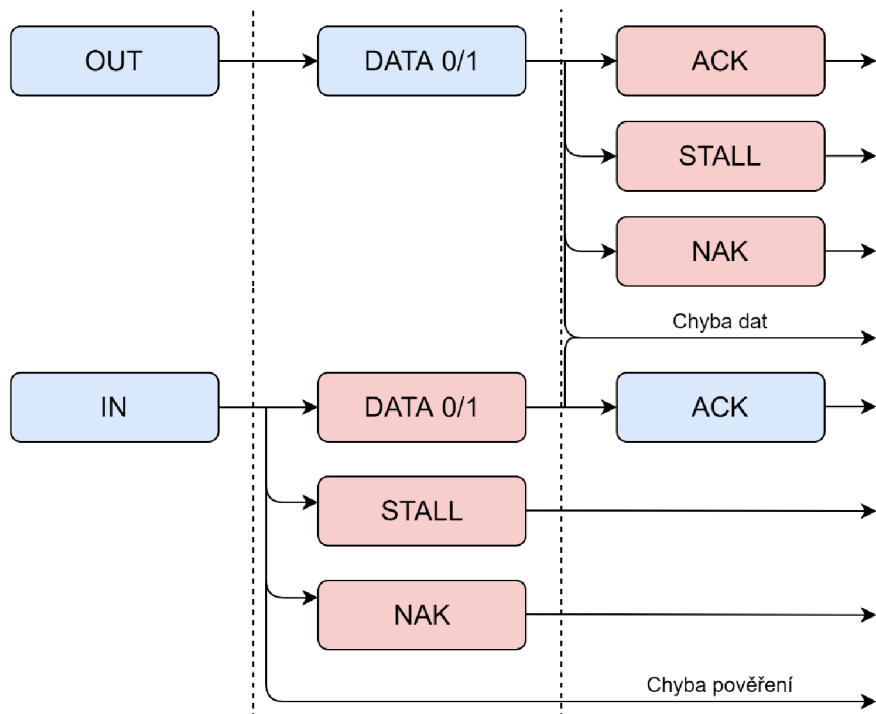 OUT
DATA 0/1
ACK
STALL
NAK
Chyba dat
IN
DATA 0/1
ACK
STALL
NAK
Chyba pověření